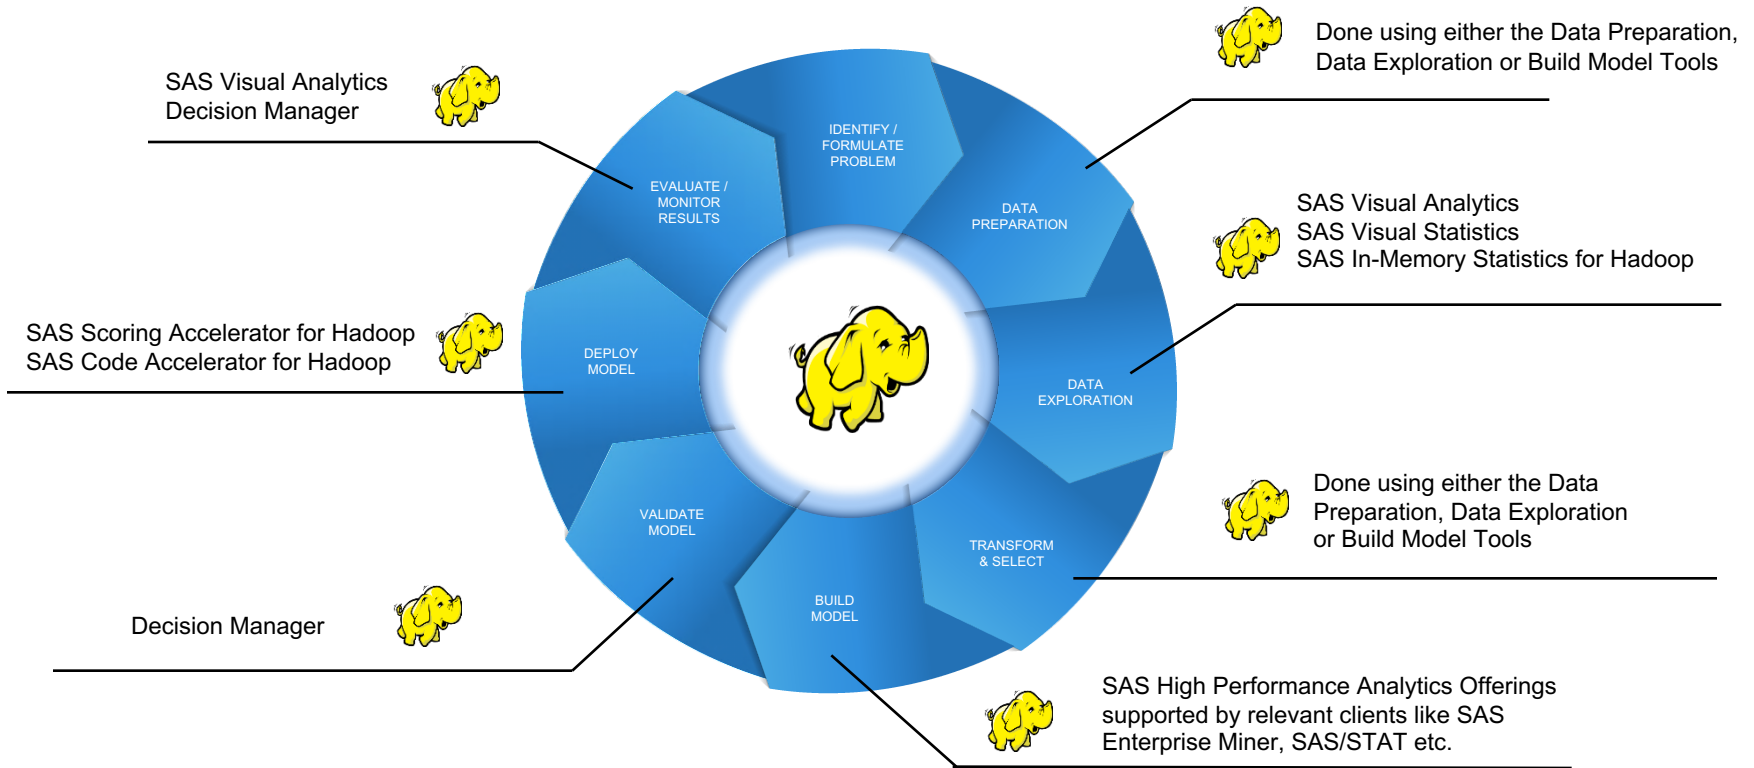 Done using either the Data Preparation,
Data Exploration or Build Model Tools
SAS Visual Analytics
Decision Manager
IDENTIFY /
FORMULATE
PROBLEM
EVALUATE /
MONITOR
RESULTS
DATA
PREPARATION
SAS Visual Analytics
SAS Visual Statistics
SAS In-Memory Statistics for Hadoop
SAS Scoring Accelerator for Hadoop
SAS Code Accelerator for Hadoop
DEPLOY
MODEL
DATA
EXPLORATION
Done using either the Data
Preparation, Data Exploration
or Build Model Tools
VALIDATE
MODEL
TRANSFORM
& SELECT
BUILD
MODEL
Decision Manager
SAS High Performance Analytics Offerings
supported by relevant clients like SAS
Enterprise Miner, SAS/STAT etc.